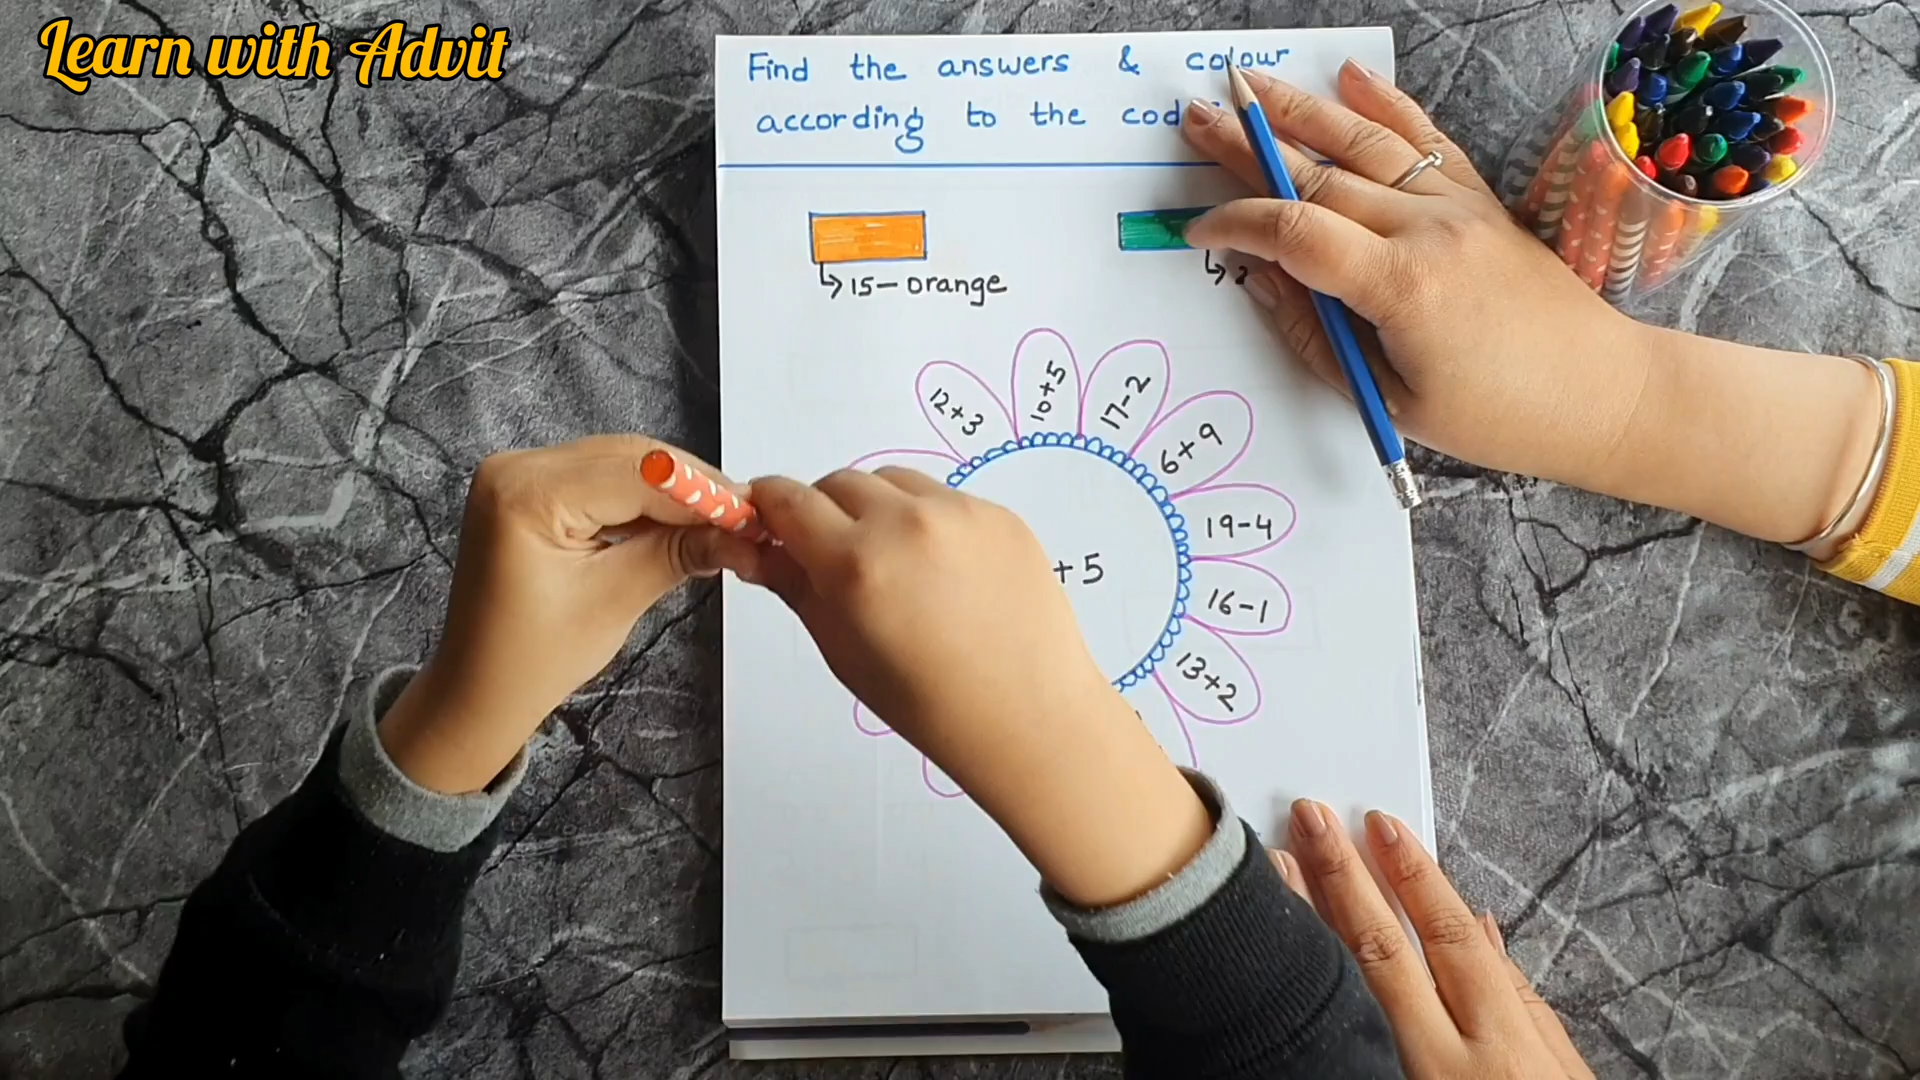 Learn with Advit
Find the answers & colour
according to the
15 – orange
12+3
10+5
17-2
6+9
19-4
16-1
13+2
+5